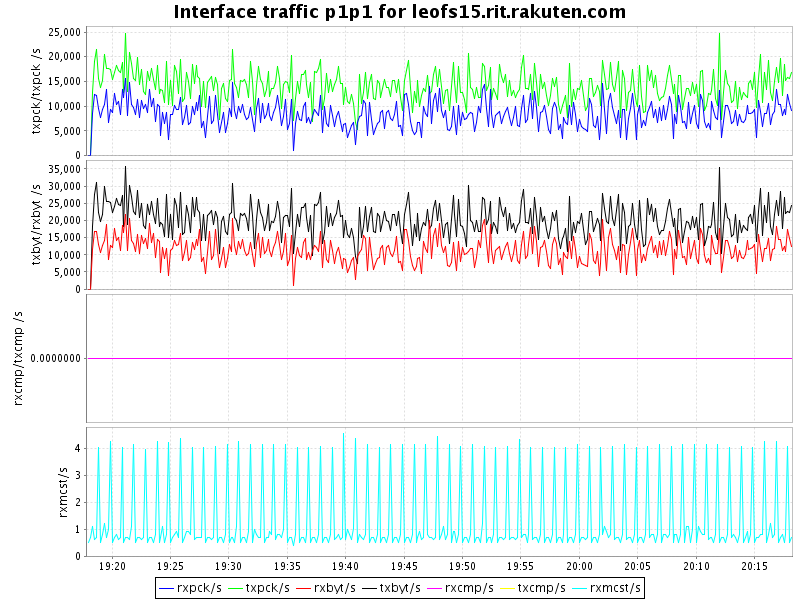 Interface traffic p1p1 for leofs15.rit.rakuten.com
txpck/txpck /s
25,000
20,000
15,000
10,000
5,000
0
txbyt/rxbyt /s
35,000
30,000
25,000
20,000
15,000
10,000
5,000
0
rxcmp/txcmp /s
0.0000000
rxmcst/s
4
3
2
1
0
19:20 19:25 19:30 19:35 19:40 19:45 19:50 19:55 20:00 20:05 20:10 20:15
rxpck/s txpck/s rxbyt/s txbyt/s rxcmp/s txcmp/s rxmcst/s